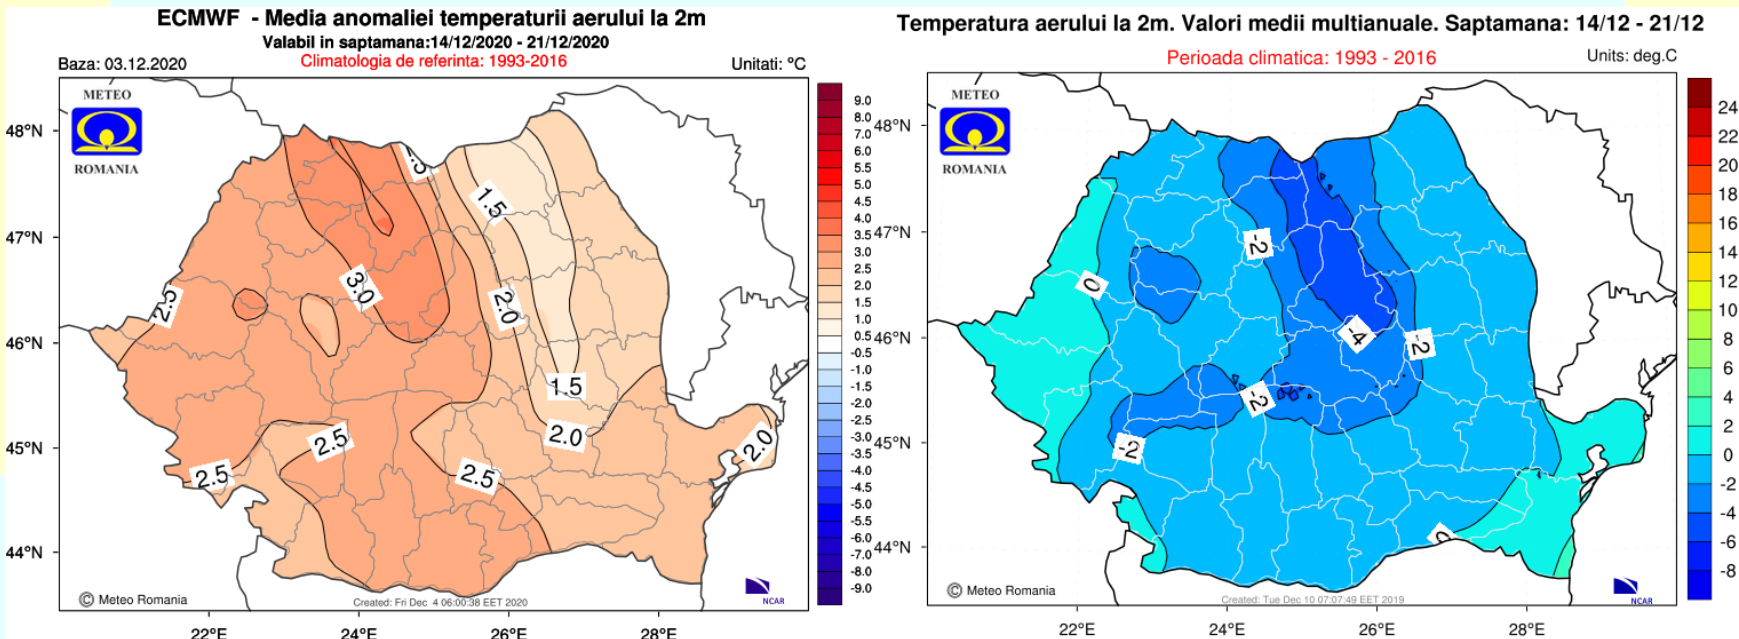 ECMWF - Media anomaliei temperaturii aerului la 2m
Valabil in saptamana:14/12/2020 - 21/12/2020
Climatologia de referinta: 1993-2016
Baza: 03.12.2020
Unitati: ºC
METEO
ROMANIA
48°N
47°N
46°N
45°N
44°N
22°E
24°E
26°E
28°E
1.5
3.0
2.0
2.5
1.5
2.0
2.5
2.5
2.5
2.0
9.0
8.0
7.0
6.0
5.5
5.0
4.5
4.0
3.5
3.0
2.5
2.0
1.5
1.0
0.5
-0.5
-1.0
-1.5
-2.0
-2.5
-3.0
-3.5
-4.0
-4.5
-5.0
-5.5
-6.0
-7.0
-8.0
-9.0
© Meteo Romania
Created: Fri Dec 4 06:00:38 EET 2020
NCAR
Temperatura aerului la 2m. Valori medii multianuale. Saptamana: 14/12 - 21/12
Perioada climatica: 1993 - 2016
Units: deg.C
METEO
ROMANIA
48°N
47°N
46°N
45°N
44°N
22°E
24°E
26°E
28°E
-2
0
-4
-2
-2
-2
0
24
22
20
18
16
14
12
10
8
6
4
2
0
-2
-4
-6
-8
© Meteo Romania
Created: Tue Dec 10 07:07:49 EET 2019
NCAR